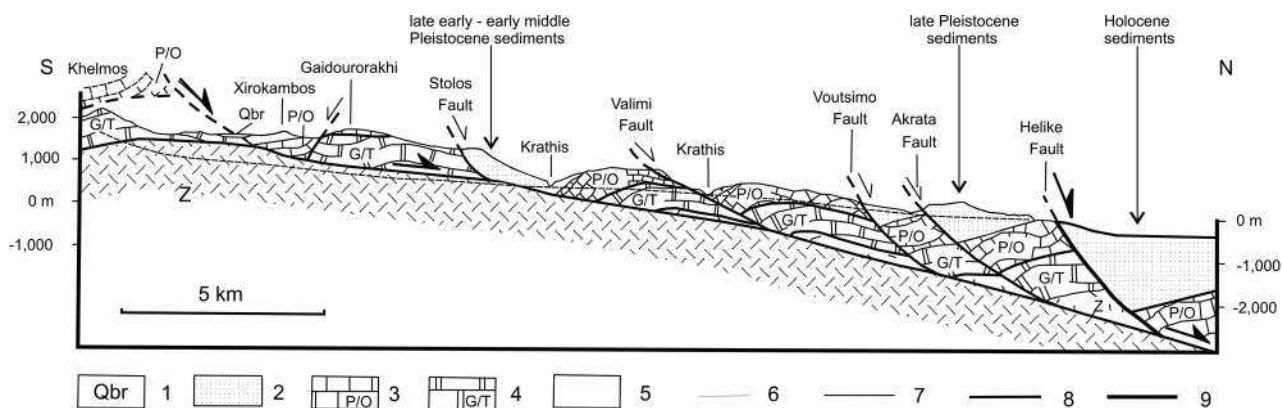 late early - early middle
Pleistocene sediments
late Pleistocene
sediments
Holocene
sediments
S
N
Khelmos
P/O
Xirokambos
Gaidourorakhi
Qbr
P/O
Stolos
Fault
Valimi
Fault
Voutsimo
Fault
Akrata
Fault
Helike
Fault
Krathis
Krathis
2,000
1,000
0 m
-1,000
0 m
-1,000
-2,000
G/T
G/T
P/O
G/T
P/O
G/T
P/O
G/T
P/O
G/T
P/O
Z
Z
5 km
Qbr 1 2 P/O 3 G/T 4 5 6 7 8 9